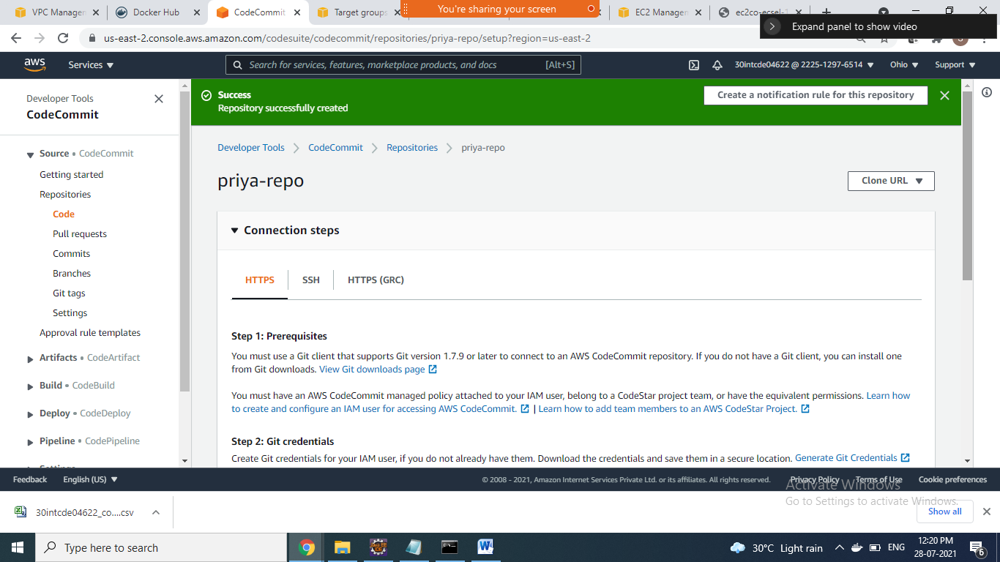 VPC Managem
Docker Hub
CodeCommit
Target groups
You're sharing your screen
EC2 Managem
ec2co-ecsel-1
us-east-2.console.aws.amazon.com/codesuite/codecommit/repositories/priya-repo/setup?region=us-east-2
Expand panel to show video
aws
Services
Search for services, features, marketplace products, and docs
[Alt+S]
30intcde04622 @ 2225-1297-6514
Ohio
Support
Developer Tools
CodeCommit
Source • CodeCommit
Getting started
Repositories
Code
Pull requests
Commits
Branches
Git tags
Settings
Approval rule templates
Artifacts • CodeArtifact
Build • CodeBuild
Deploy • CodeDeploy
Pipeline • CodePipeline
Settings
Success
Repository successfully created
Create a notification rule for this repository
Developer Tools
CodeCommit
Repositories
priya-repo
priya-repo
Clone URL
Connection steps
HTTPS
SSH
HTTPS (GRC)
Step 1: Prerequisites
You must use a Git client that supports Git version 1.7.9 or later to connect to an AWS CodeCommit repository. If you do not have a Git client, you can install one
from Git downloads. View Git downloads page
You must have an AWS CodeCommit managed policy attached to your IAM user, belong to a CodeStar project team, or have the equivalent permissions. Learn how
to create and configure an IAM user for accessing AWS CodeCommit. | Learn how to add team members to an AWS CodeStar Project.
Step 2: Git credentials
Create Git credentials for your IAM user, if you do not already have them. Download the credentials and save them in a secure location. Generate Git Credentials
Feedback
English (US)
© 2008 - 2021, Amazon Internet Services Private Ltd. or its affiliates. All rights reserved.
Privacy Policy
Terms of Use
Cookie preferences
Activate Windows
Go to Settings to activate Windows.
30intcde04622_co....csv
Show all
Type here to search
30°C Light rain
ENG
12:20 PM
28-07-2021
6